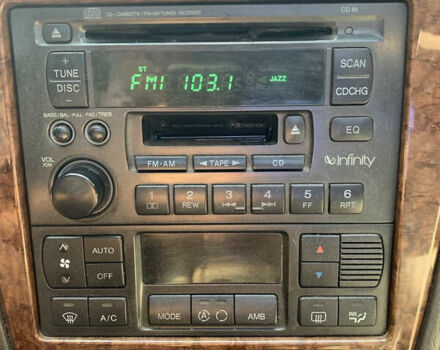 CD / CASSETTE / FM-AM TUNER RECEIVER
CD IN
TUNE
DISC
ST
FM1 103.1
JAZZ
SCAN
CDCHG
BASS/BAL - PULL - FAD/TREB
EQ
VOL
/ON
FM·AM
TAPE
CD
Infinity
1
2
REW
3
4
5
FF
6
RPT
AUTO
OFF
A/C
MODE
A
AMB
RR